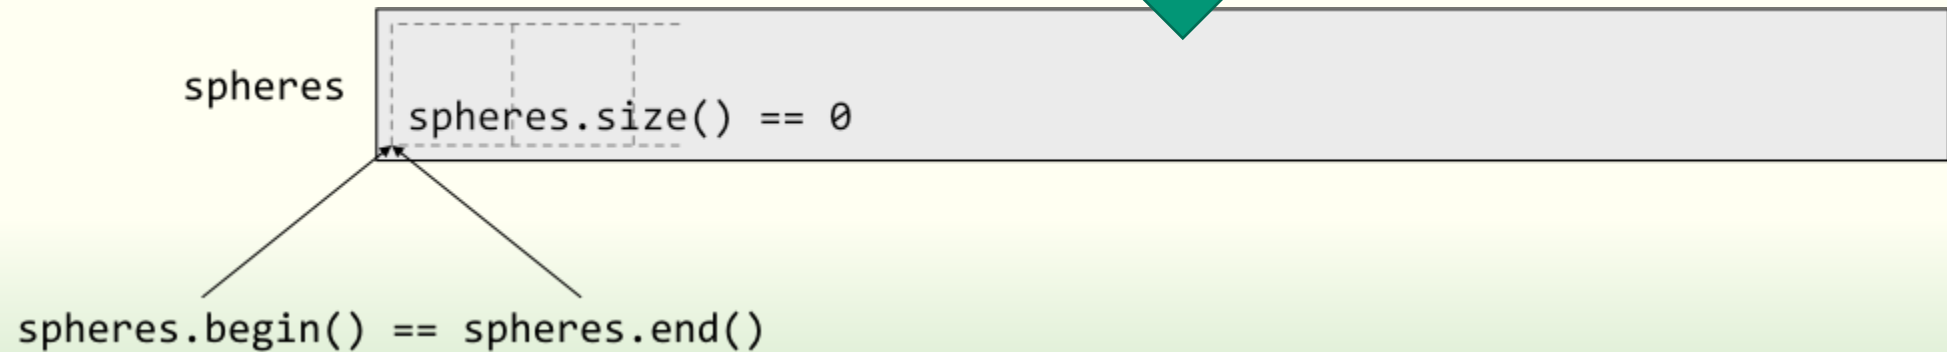 spheres
spheres.size() == 0
spheres.begin() == spheres.end()